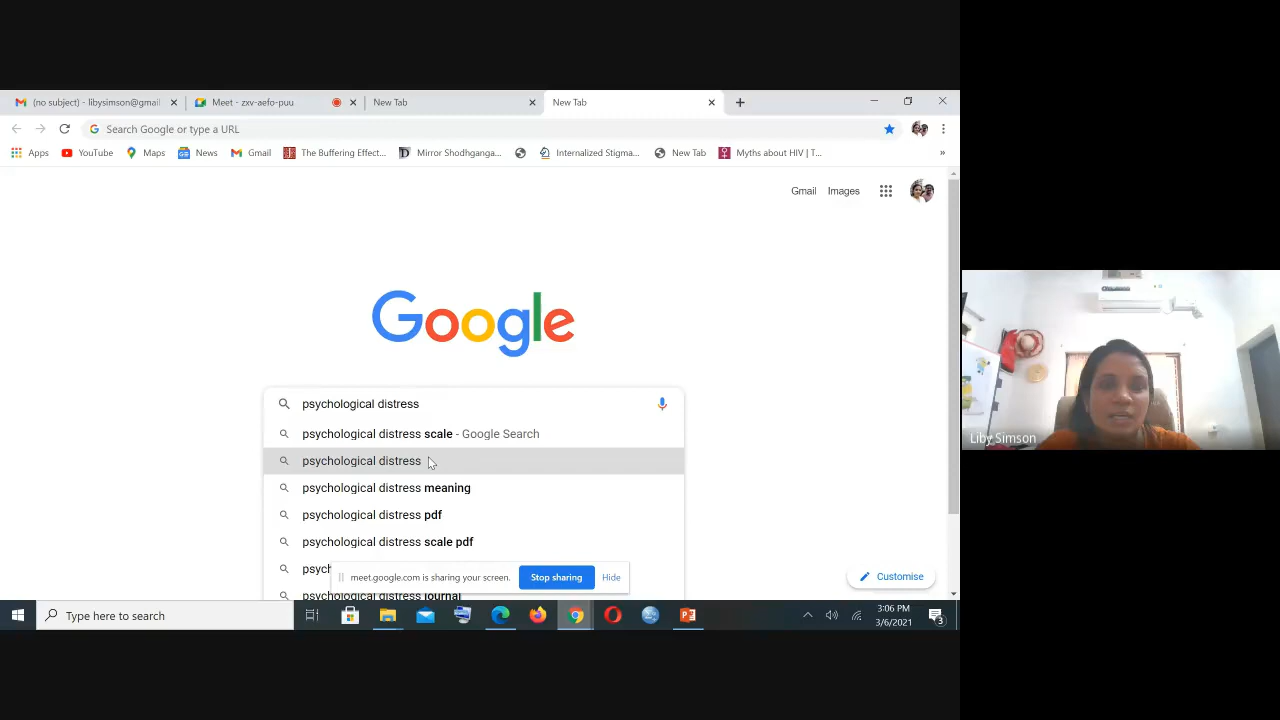 (no subject) - libysimson@gmail
Meet - zxv-aefo-puu
New Tab
New Tab
Search Google or type a URL
Apps
YouTube
Maps
News
Gmail
The Buffering Effect...
Mirror Shodhganga...
Internalized Stigma...
New Tab
Myths about HIV | T...
»
Gmail
Images
Google
psychological distress
psychological distress scale - Google Search
psychological distress
psychological distress meaning
psychological distress pdf
psychological distress scale pdf
psych
meet.google.com is sharing your screen.
Stop sharing
Hide
psychological distress journal
Customise
Type here to search
3:06 PM
3/6/2021
3
Liby Simson